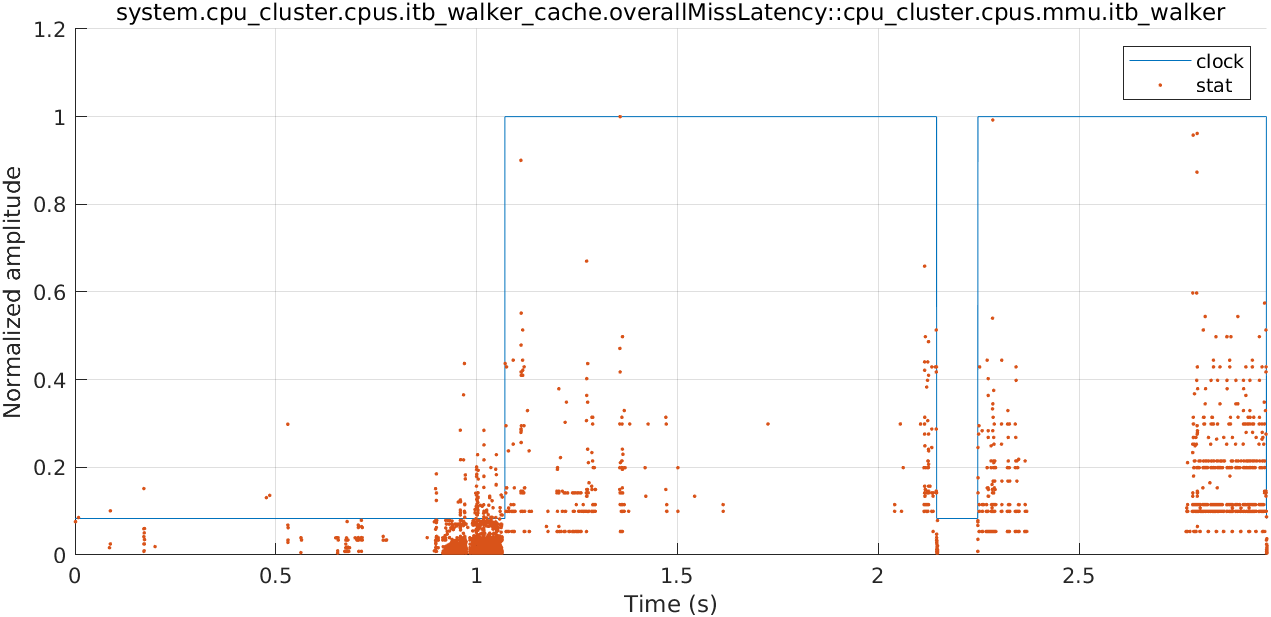 system.cpu_cluster.cpus.itb_walker_cache.overallMissLatency::cpu_cluster.cpus.mmu.itb_walker
1.2
1
0.8
0.6
0.4
0.2
0
Normalized amplitude
clock
stat
0 0.5 1 1.5 2 2.5
Time (s)